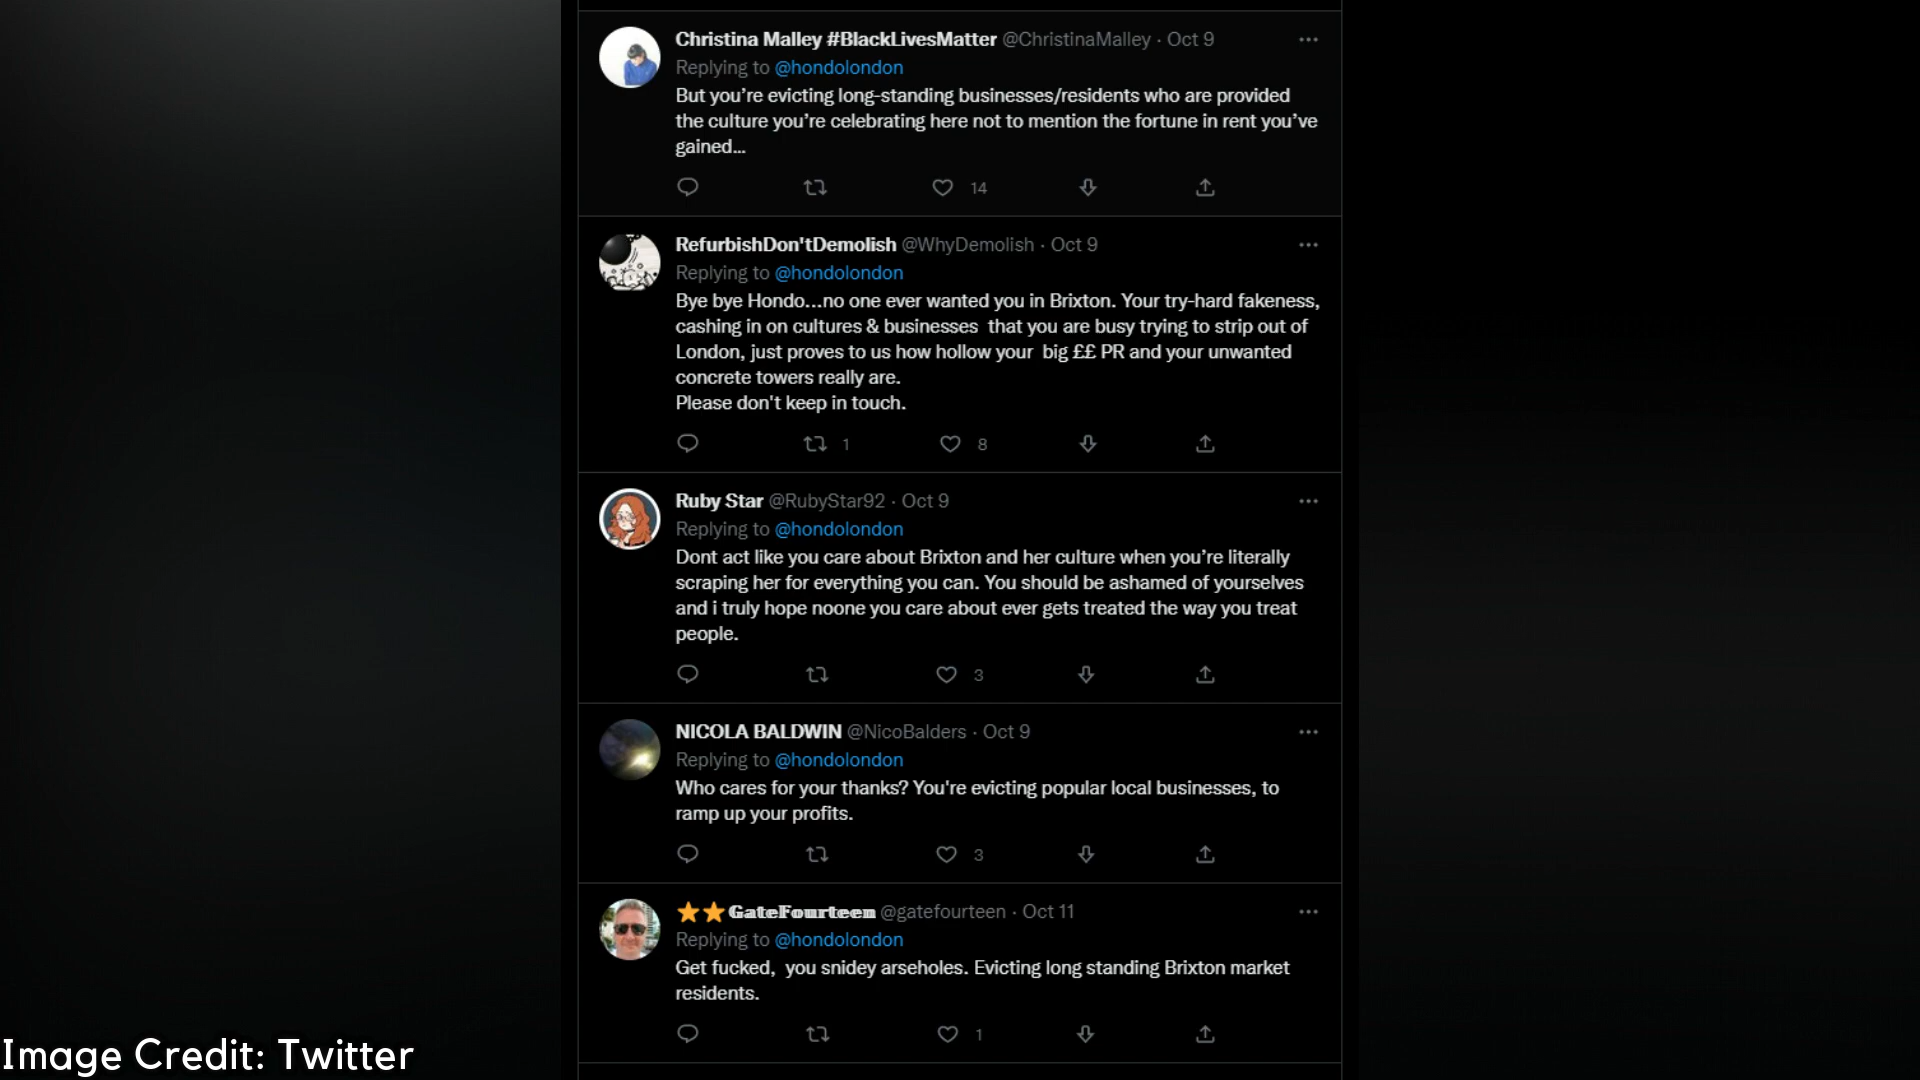 Christina Malley #BlackLivesMatter @ChristinaMalley · Oct 9
Replying to @hondolondon
But you’re evicting long-standing businesses/residents who are provided
the culture you’re celebrating here not to mention the fortune in rent you’ve
gained...
14
RefurbishDon'tDemolish @WhyDemolish · Oct 9
Replying to @hondolondon
Bye bye Hondo...no one ever wanted you in Brixton. Your try-hard fakeness,
cashing in on cultures & businesses  that you are busy trying to strip out of
London, just proves to us how hollow your  big ££ PR and your unwanted
concrete towers really are.
Please don't keep in touch.
1 8
Ruby Star @RubyStar92 · Oct 9
Replying to @hondolondon
Dont act like you care about Brixton and her culture when you’re literally
scraping her for everything you can. You should be ashamed of yourselves
and i truly hope noone you care about ever gets treated the way you treat
people.
3
NICOLA BALDWIN @NicoBalders · Oct 9
Replying to @hondolondon
Who cares for your thanks? You're evicting popular local businesses, to
ramp up your profits.
3
⭐⭐GateFourteen @gatefourteen · Oct 11
Replying to @hondolondon
Get fucked,  you snidey arseholes. Evicting long standing Brixton market
residents.
1
Image Credit: Twitter